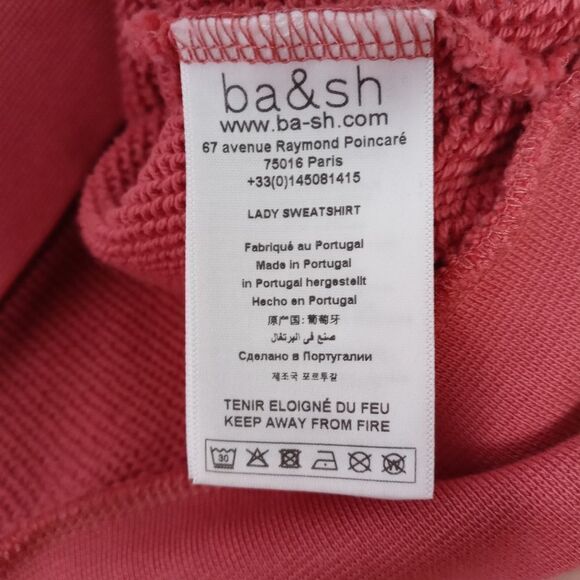 ba&sh
www.ba-sh.com
67 avenue Raymond Poincaré
75016 Paris
+33(0)145081415
LADY SWEATSHIRT
Fabriqué au Portugal
Made in Portugal
in Portugal hergestellt
Hecho en Portugal
原产国: 葡萄牙
صنع في البرتغال
Сделано в Португалии
제조국 포르투갈
TENIR ELOIGNÉ DU FEU
KEEP AWAY FROM FIRE
30 W